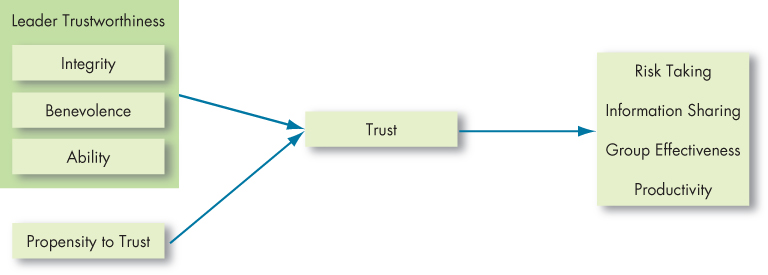 Leader Trustworthiness
Integrity
Benevolence
Ability
Propensity to Trust
Trust
Risk Taking
Information Sharing
Group Effectiveness
Productivity